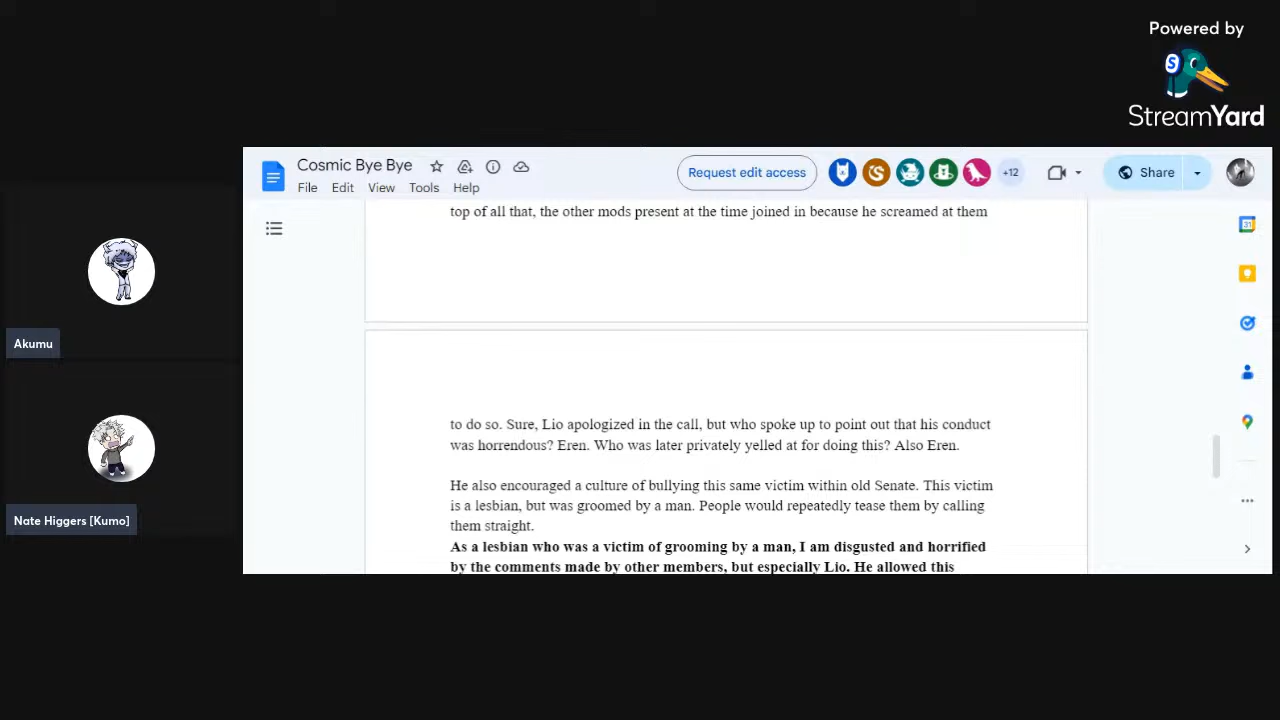 Powered by
StreamYard
Cosmic Bye Bye
File Edit View Tools Help
Request edit access
+12
Share
top of all that, the other mods present at the time joined in because he screamed at them
to do so. Sure, Lio apologized in the call, but who spoke up to point out that his conduct
was horrendous? Eren. Who was later privately yelled at for doing this? Also Eren.
He also encouraged a culture of bullying this same victim within old Senate. This victim
is a lesbian, but was groomed by a man. People would repeatedly tease them by calling
them straight.
As a lesbian who was a victim of grooming by a man, I am disgusted and horrified
by the comments made by other members, but especially Lio. He allowed this
Akumu
Nate Higgers [Kumo]